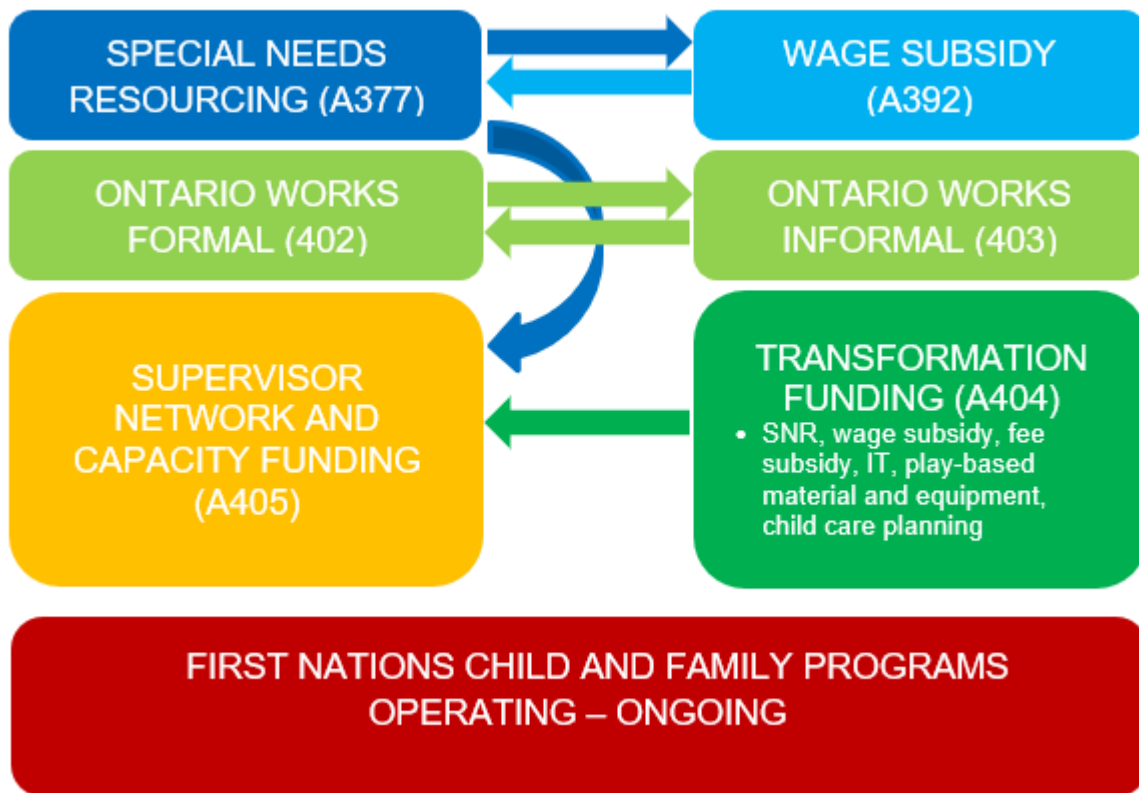 SPECIAL NEEDS
RESOURCING (A377)
WAGE SUBSIDY
(A392)
ONTARIO WORKS
FORMAL (402)
ONTARIO WORKS
INFORMAL (403)
SUPERVISOR
NETWORK AND
CAPACITY FUNDING
(A405)
TRANSFORMATION
FUNDING (A404)
• SNR, wage subsidy, fee
subsidy, IT, play-based
material and equipment,
child care planning
FIRST NATIONS CHILD AND FAMILY PROGRAMS
OPERATING – ONGOING